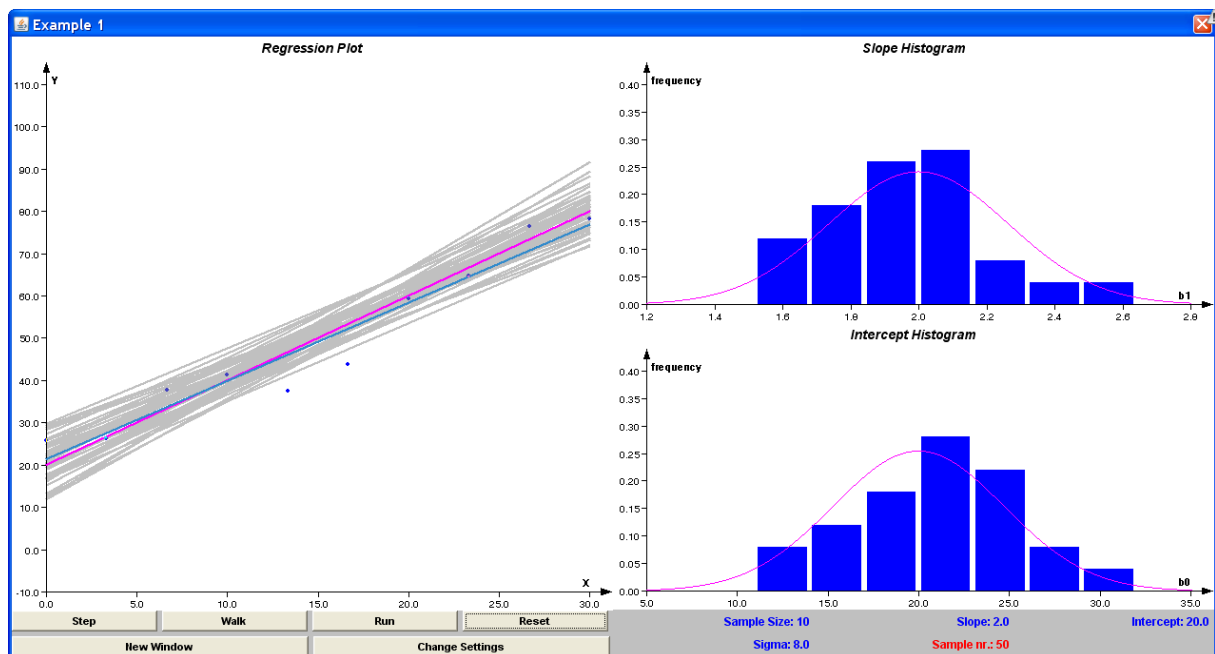 Example 1
Regression Plot
Y
110.0
100.0
90.0
80.0
70.0
60.0
50.0
40.0
30.0
20.0
10.0
0.0
-10.0
X
0.0 5.0 10.0 15.0 20.0 25.0 30.0
Slope Histogram
frequency
0.40
0.35
0.30
0.25
0.20
0.15
0.10
0.05
0.00
b1
1.2 1.4 1.6 1.8 2.0 2.2 2.4 2.6 2.8
Intercept Histogram
frequency
0.40
0.35
0.30
0.25
0.20
0.15
0.10
0.05
0.00
b0
5.0 10.0 15.0 20.0 25.0 30.0 35.0
Step Walk Run Reset
New Window Change Settings
Sample Size: 10 Slope: 2.0 Intercept: 20.0
Sigma: 8.0 Sample nr.: 50